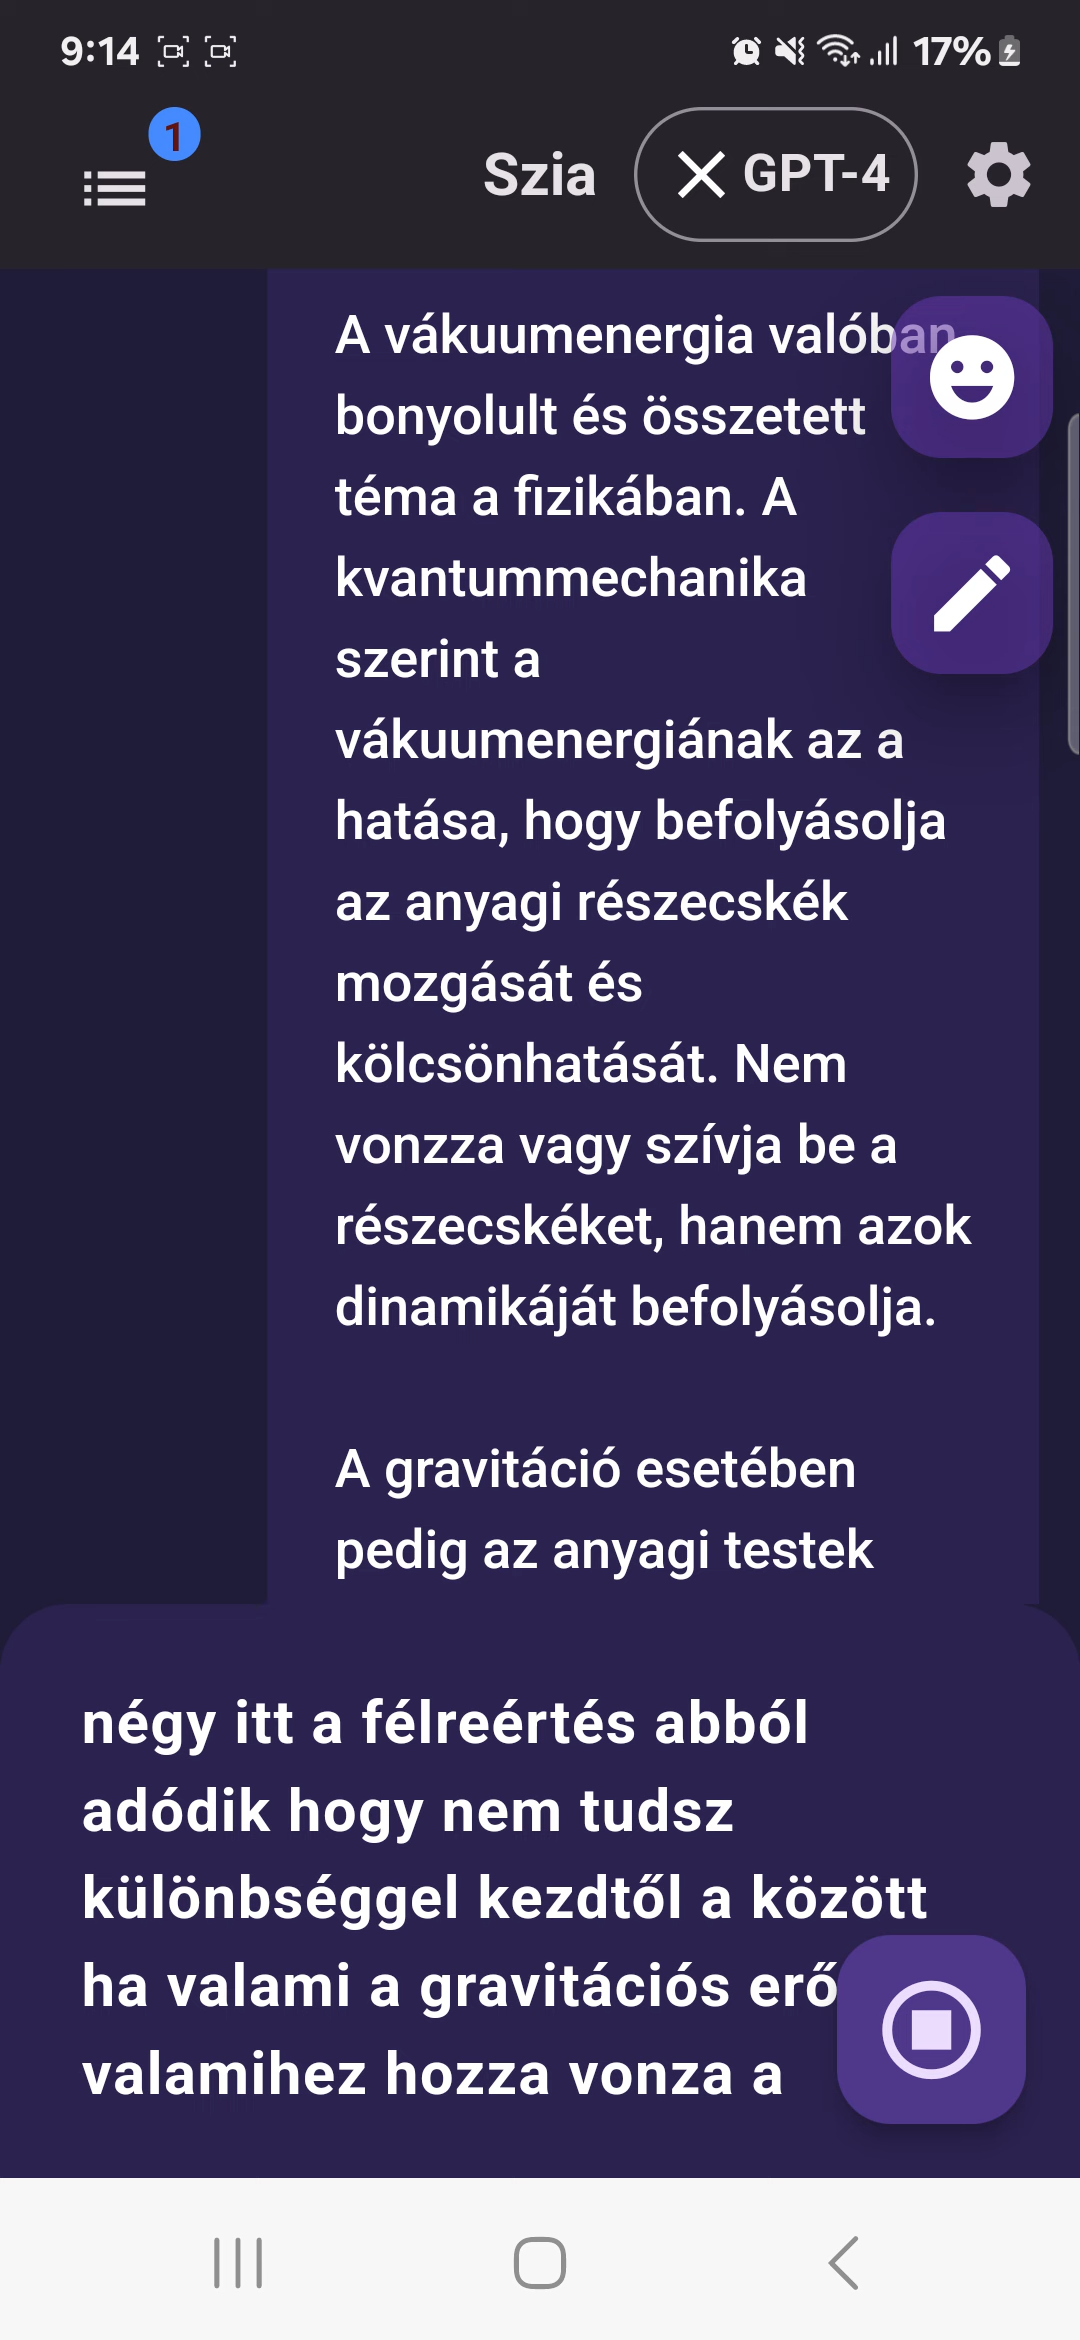 9:14
17%
1
Szia
GPT-4
A vákuumenergia valóban
bonyolult és összetett
téma a fizikában. A
kvantummechanika
szerint a
vákuumenergiának az a
hatása, hogy befolyásolja
az anyagi részecskék
mozgását és
kölcsönhatását. Nem
vonzza vagy szívja be a
részecskéket, hanem azok
dinamikáját befolyásolja.
A gravitáció esetében
pedig az anyagi testek
négy itt a félreértés abból
adódik hogy nem tudsz
különbséggel kezdtől a között
ha valami a gravitációs erő
valamihez hozza vonza a